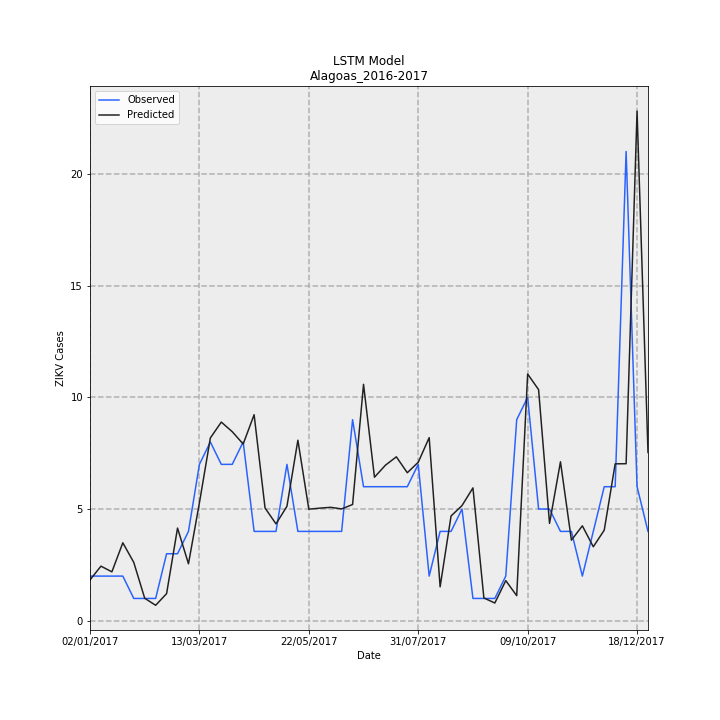 LSTM Model
Alagoas_2016-2017
Observed
Predicted
20
15
10
5
0
ZIKV Cases
02/01/2017 13/03/2017 22/05/2017 31/07/2017 09/10/2017 18/12/2017
Date